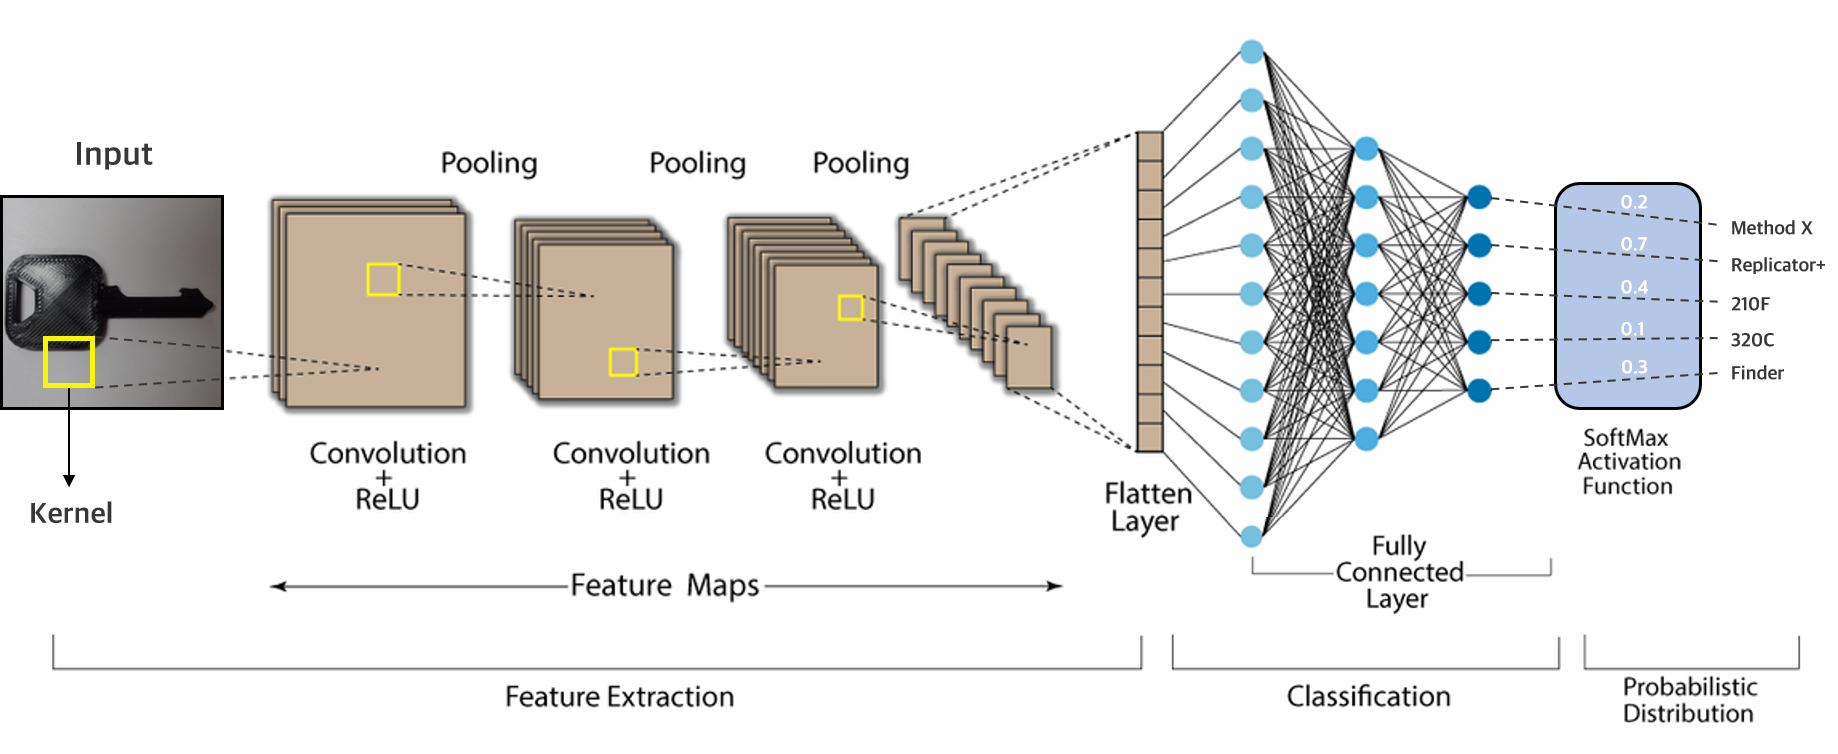 Input
Pooling
Pooling
Pooling
Kernel
Convolution
+
ReLU
Convolution
+
ReLU
Convolution
+
ReLU
Feature Maps
Flatten
Layer
Fully
Connected
Layer
0.2
0.7
0.4
0.1
0.3
Method X
Replicator+
210F
320C
Finder
SoftMax
Activation
Function
Feature Extraction
Classification
Probabilistic
Distribution